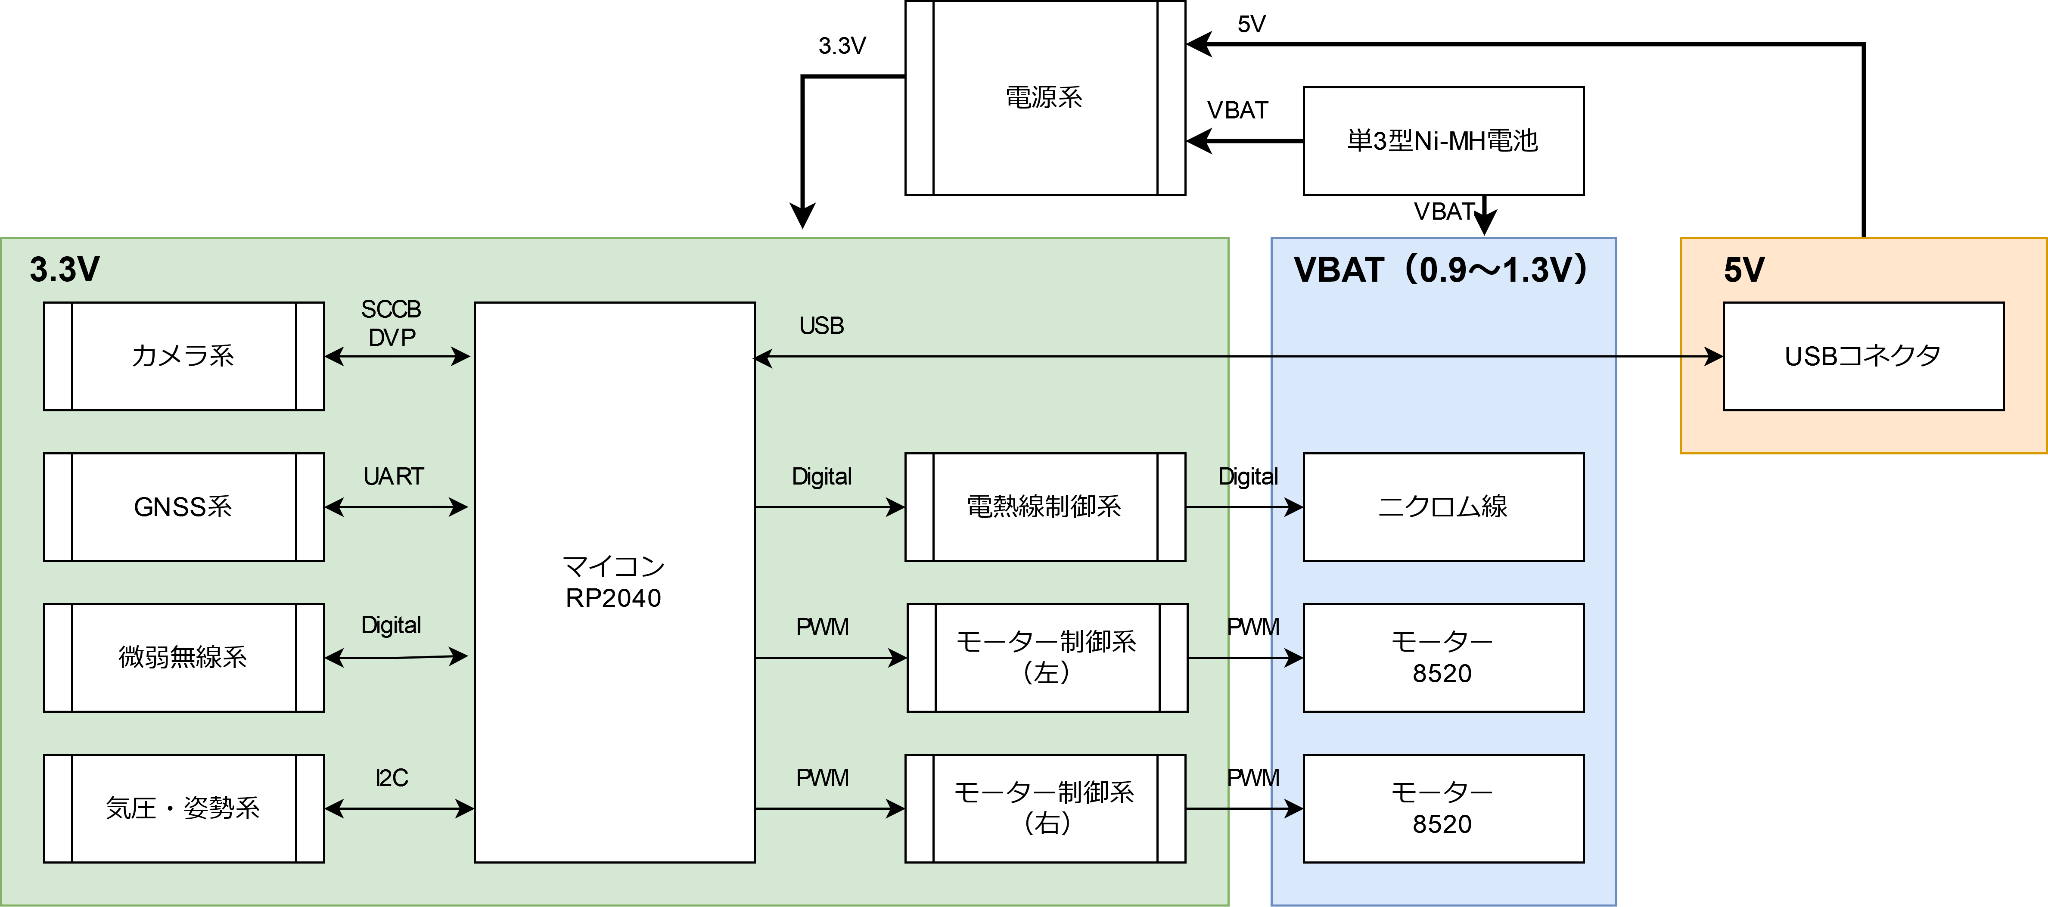 5V
3.3V
電源系
VBAT
単3型Ni-MH電池
VBAT
3.3V
VBAT（0.9～1.3V）
5V
カメラ系
SCCB
DVP
USB
USBコネクタ
GNSS系
UART
Digital
電熱線制御系
Digital
ニクロム線
マイコン
RP2040
微弱無線系
Digital
PWM
モーター制御系
（左）
PWM
モーター
8520
気圧・姿勢系
I2C
PWM
モーター制御系
（右）
PWM
モーター
8520